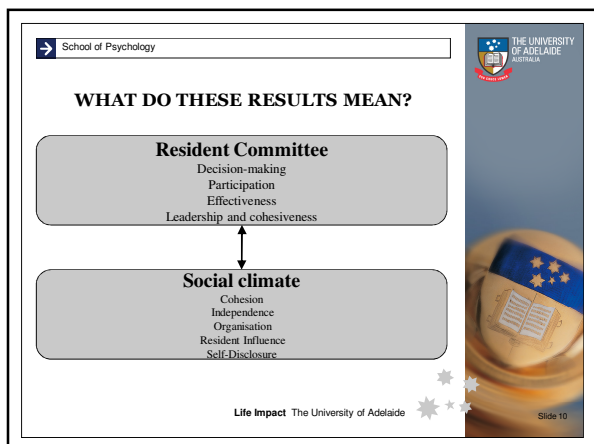 School of Psychology
THE UNIVERSITY
OF ADELAIDE
AUSTRALIA
WHAT DO THESE RESULTS MEAN?
Resident Committee
Decision-making
Participation
Effectiveness
Leadership and cohesiveness
Social climate
Cohesion
Independence
Organisation
Resident Influence
Self-Disclosure
Life Impact The University of Adelaide
Slide 10